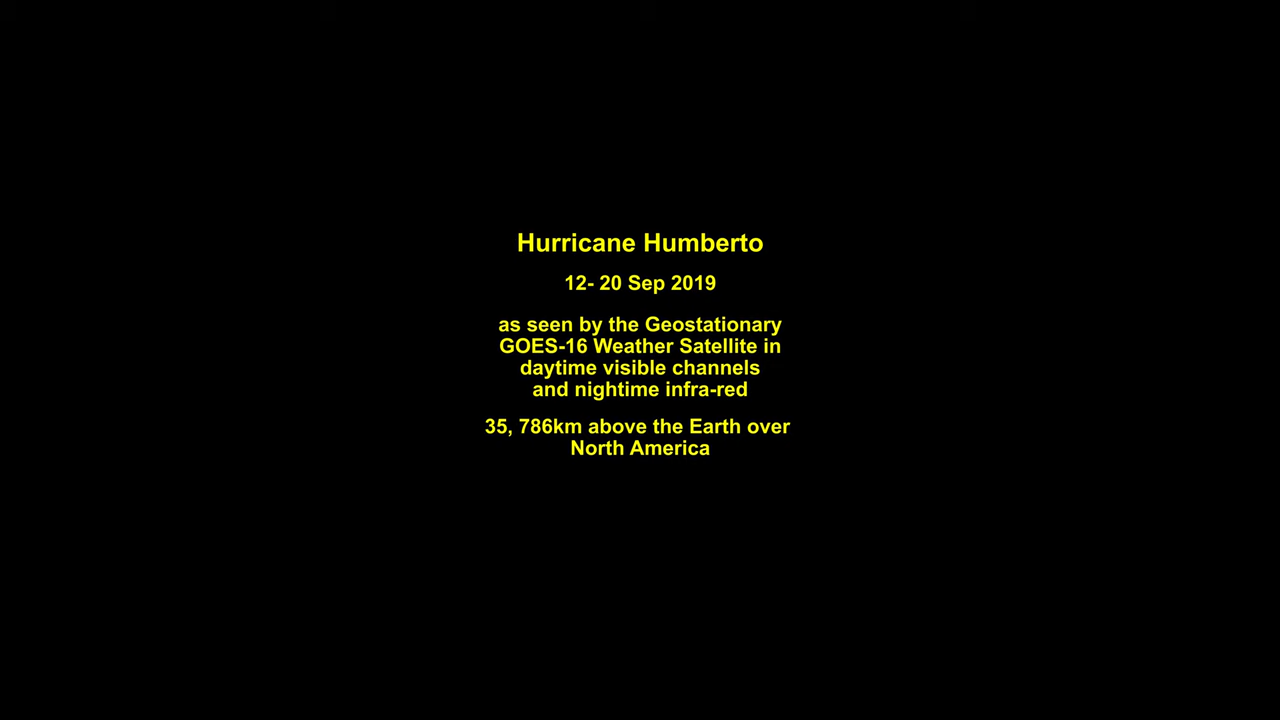 Hurricane Humberto
12- 20 Sep 2019
as seen by the Geostationary
GOES-16 Weather Satellite in
daytime visible channels
and nightime infra-red
35, 786km above the Earth over
North America